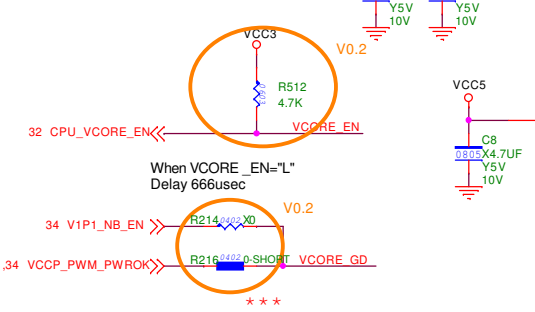 Y5V
10V
Y5V
10V
VCC3
V0.2
R512
0603
4.7K
VCC5
32 CPU_VCORE_EN
VCORE_EN
C8
0805 X4.7UF
Y5V
10V
When VCORE _EN="L"
Delay 666usec
V0.2
34 V1P1_NB_EN
R214 0402 X0
,34 VCCP_PWM_PWROK
R216 0402 0-SHORT
VCORE_GD
***